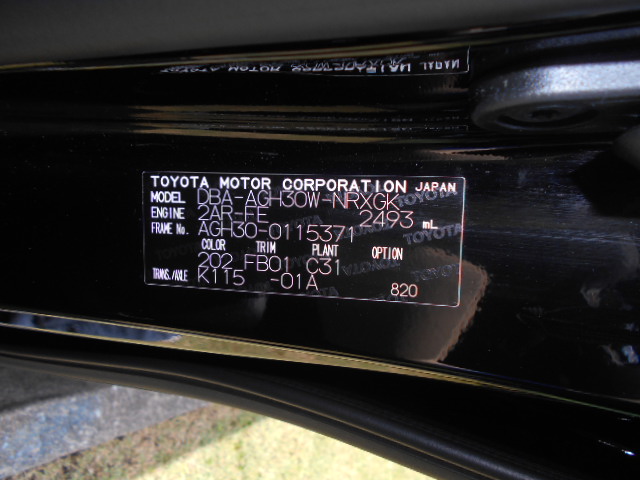 TOYOTA MOTOR CORPORATION JAPAN
MODEL DBA-AGH30W-NRXGK
ENGINE 2AR-FE 2493 mL
FRAME No. AGH30-0115371
COLOR TRIM PLANT OPTION
202 FB01 C31
TRANS./AXLE K115 -01A 820